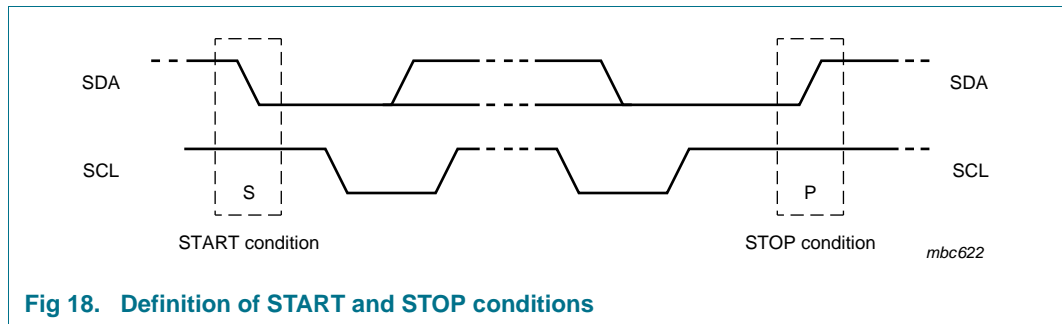 SDA
SDA
SCL
SCL
S
P
START condition
STOP condition
mbc622
Fig 18. Definition of START and STOP conditions